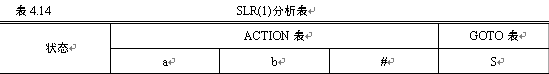 表 4.14 SLR(1)分析表
状态 ACTION 表 GOTO 表
a b # S